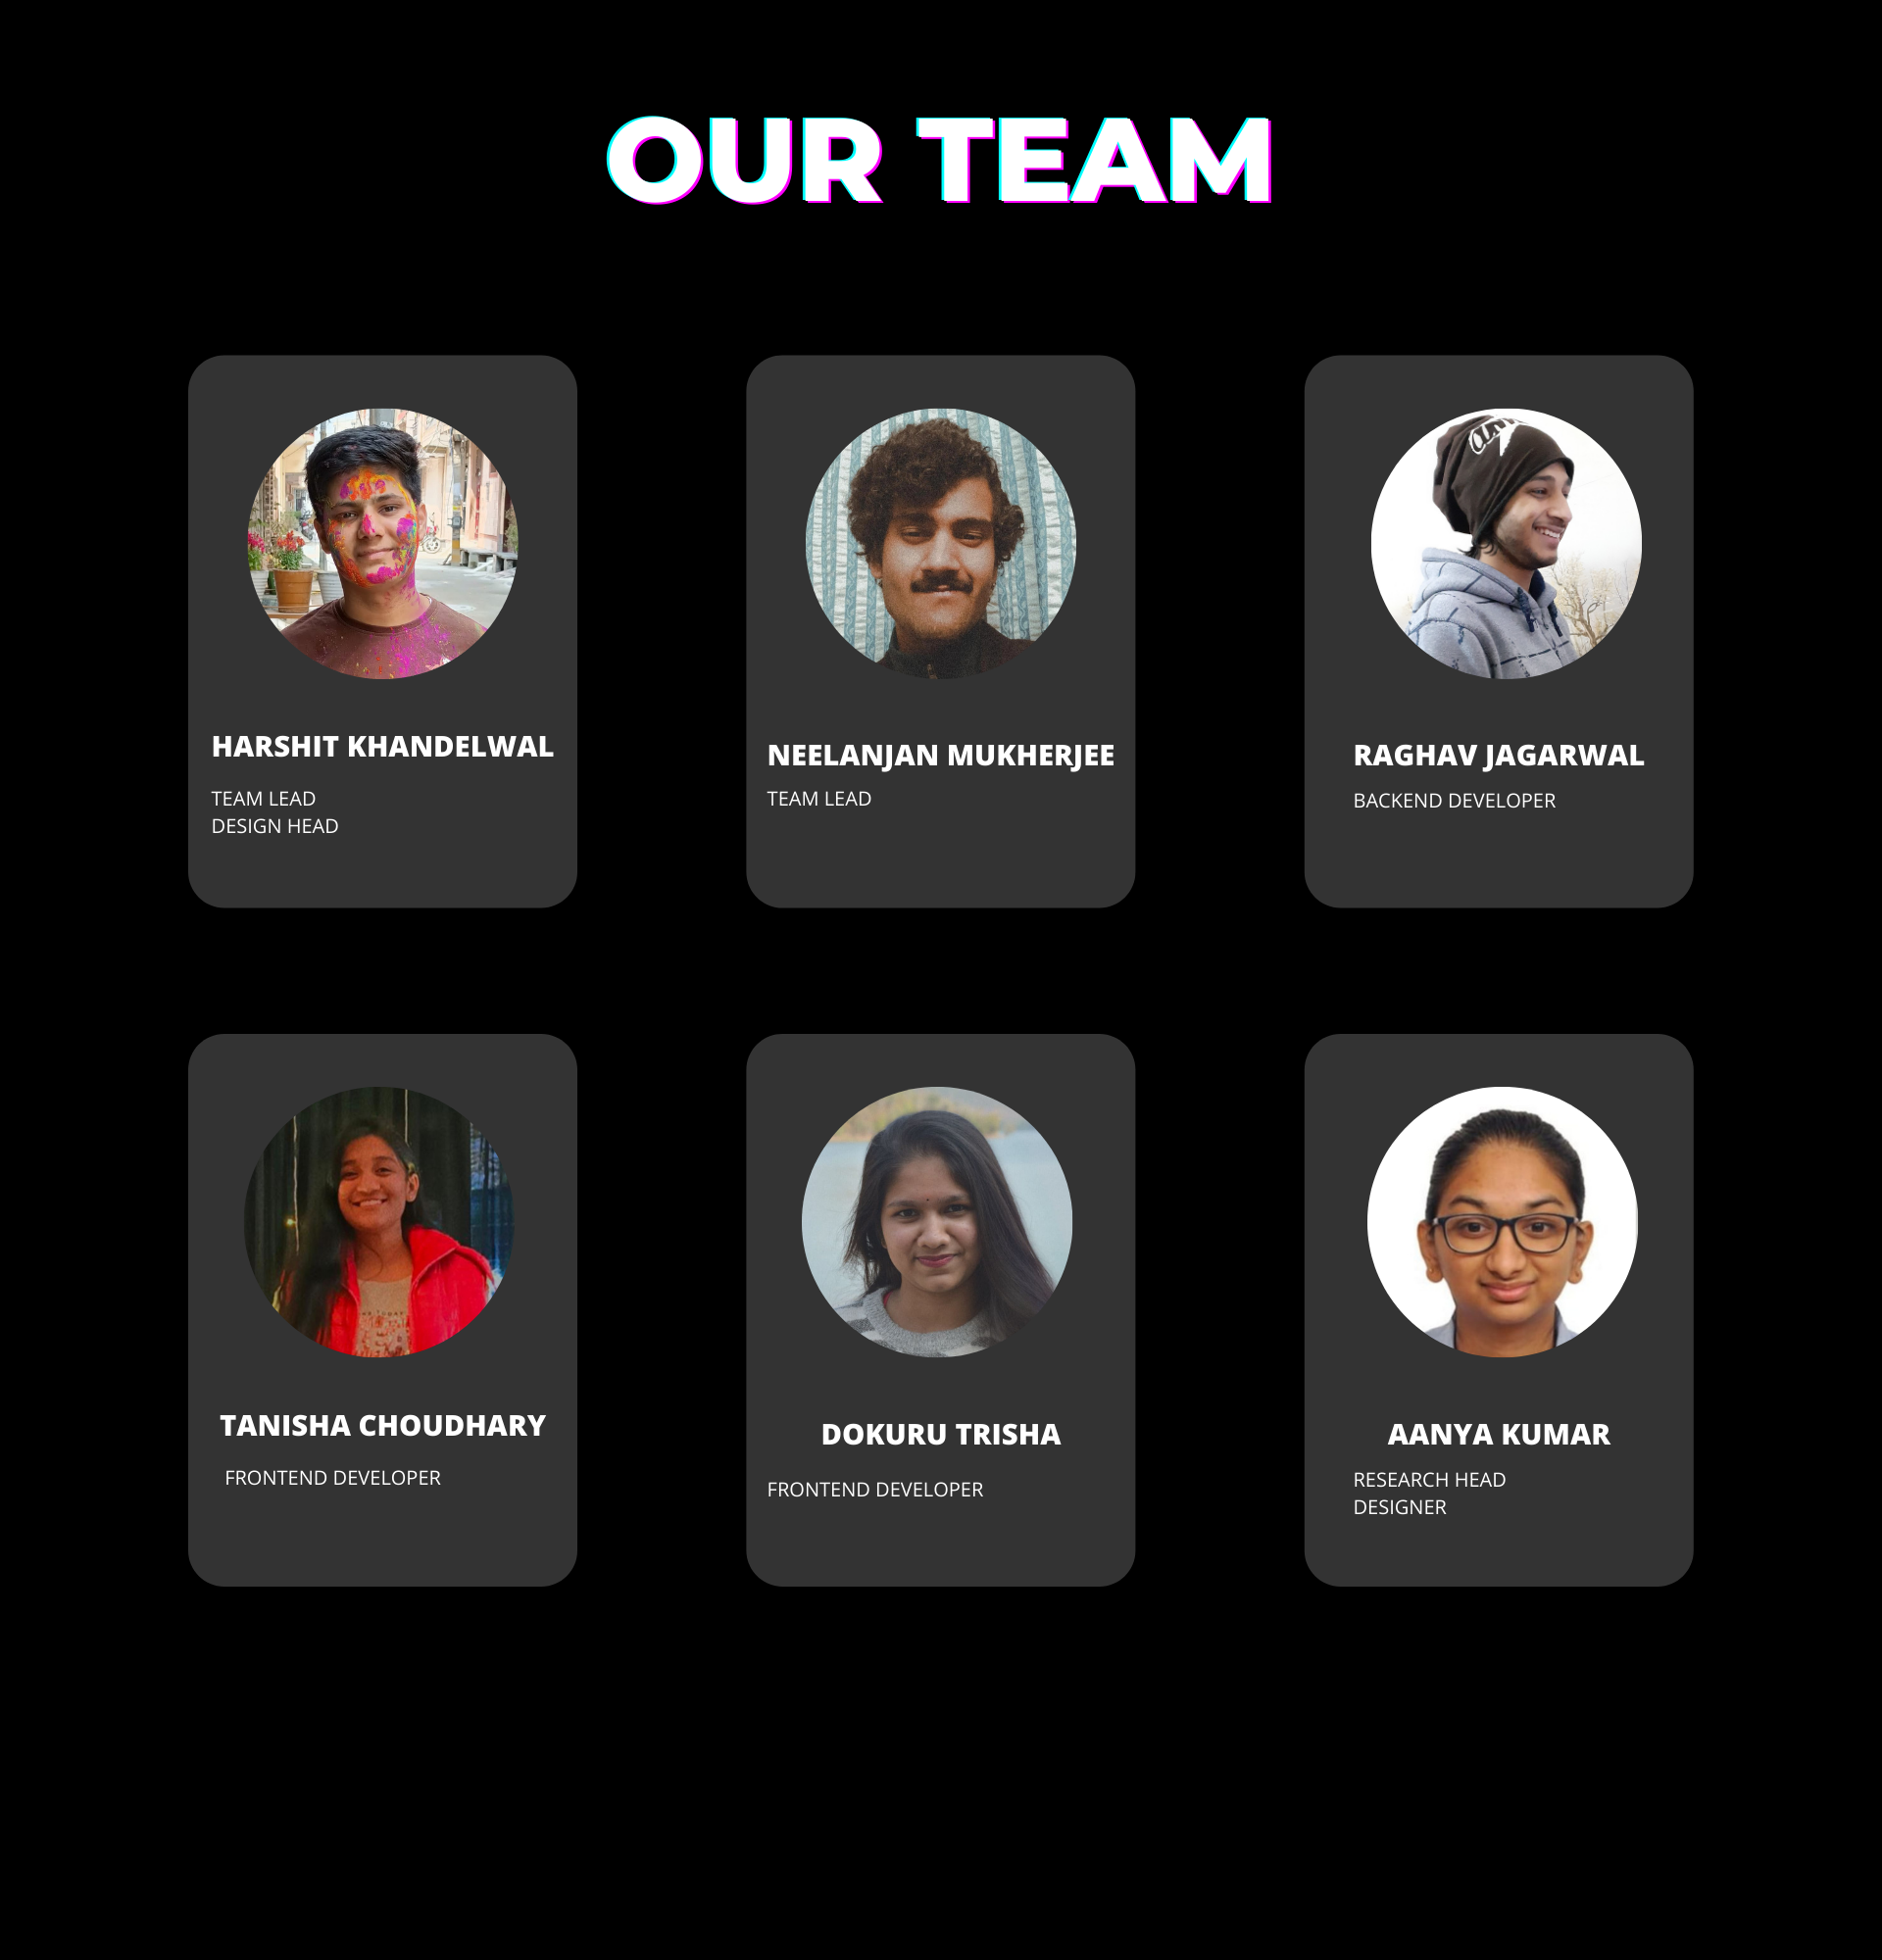 OUR TEAM
HARSHIT KHANDELWAL
TEAM LEAD
DESIGN HEAD
NEELANJAN MUKHERJEE
TEAM LEAD
RAGHAV JAGARWAL
BACKEND DEVELOPER
TANISHA CHOUDHARY
FRONTEND DEVELOPER
DOKURU TRISHA
FRONTEND DEVELOPER
AANYA KUMAR
RESEARCH HEAD
DESIGNER